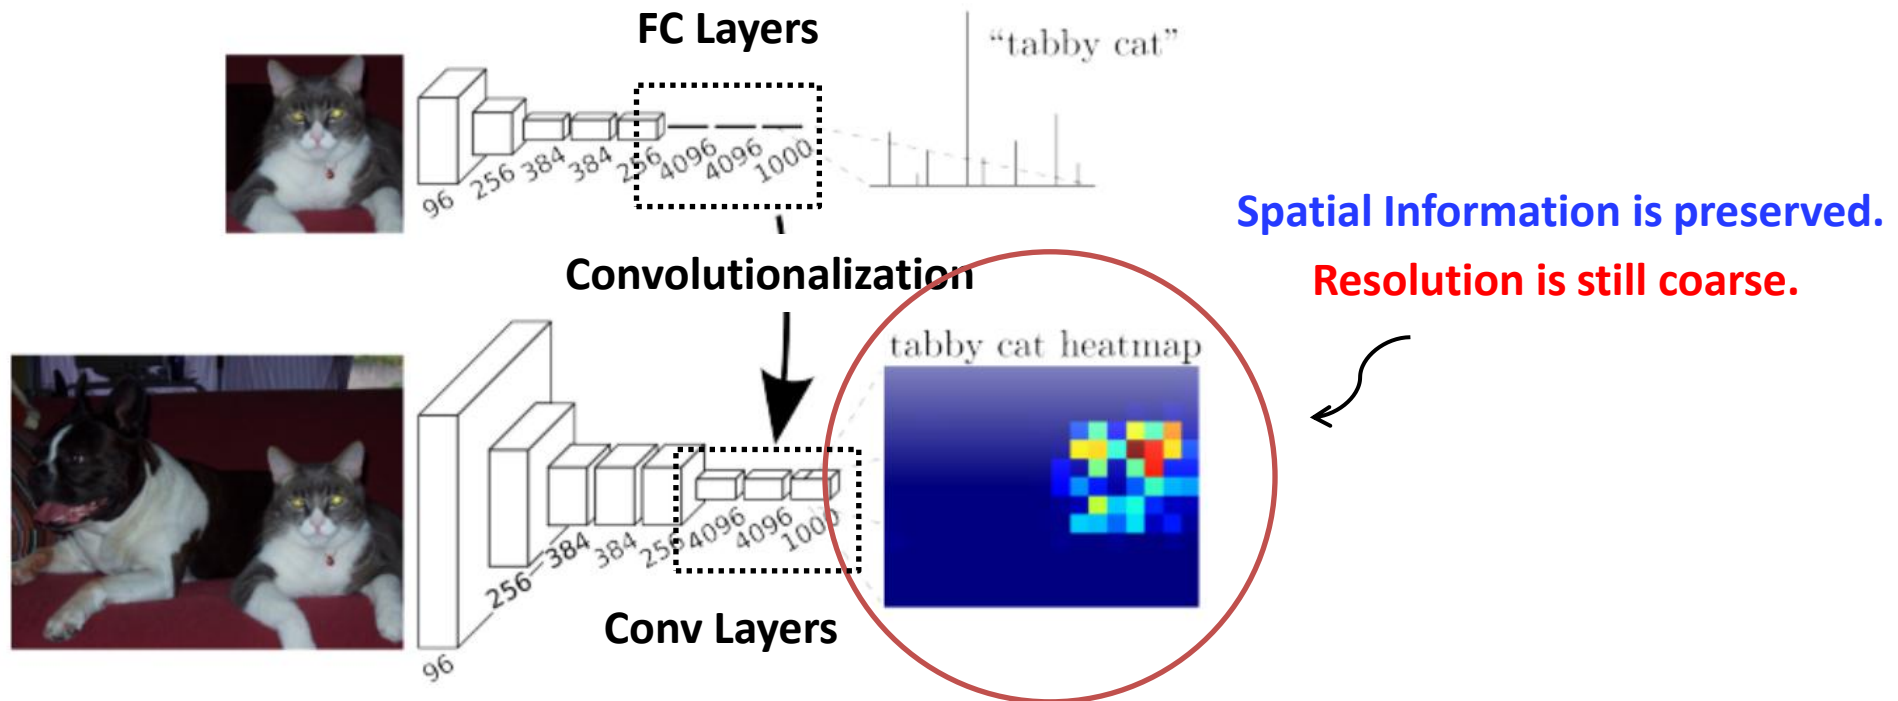 FC Layers
“tabby cat”
96
256
384
384
256
4096
4096
1000
Spatial Information is preserved.
Convolutionalization
Resolution is still coarse.
tabby cat heatmap
96
256
384
384
256
4096
4096
1000
Conv Layers